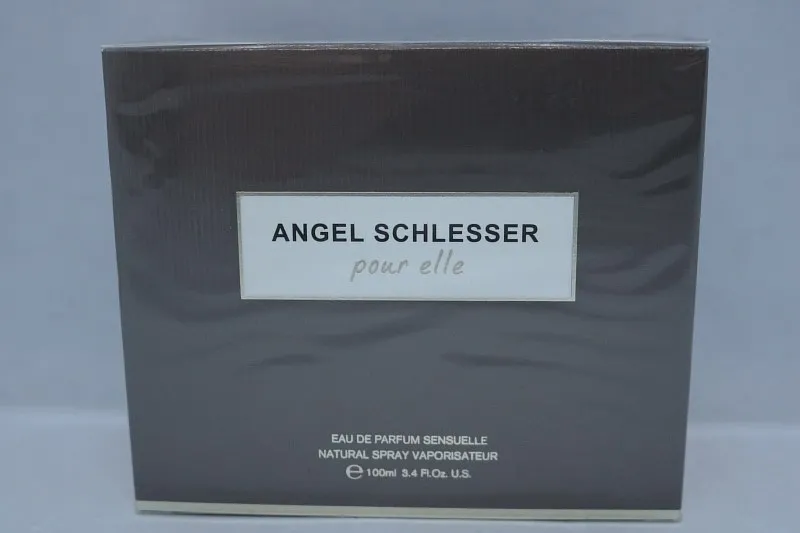 ANGEL SCHLESSER
pour elle
EAU DE PARFUM SENSUELLE
NATURAL SPRAY VAPORISATEUR
℮ 100ml 3.4 Fl.Oz. U.S.